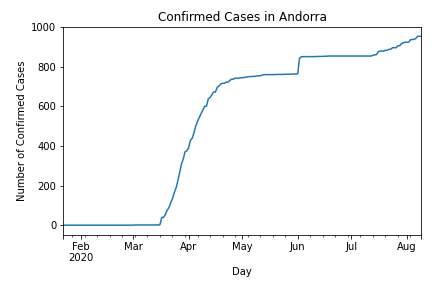 Confirmed Cases in Andorra
Number of Confirmed Cases
1000
800
600
400
200
0
Feb Mar Apr May Jun Jul Aug
2020
Day